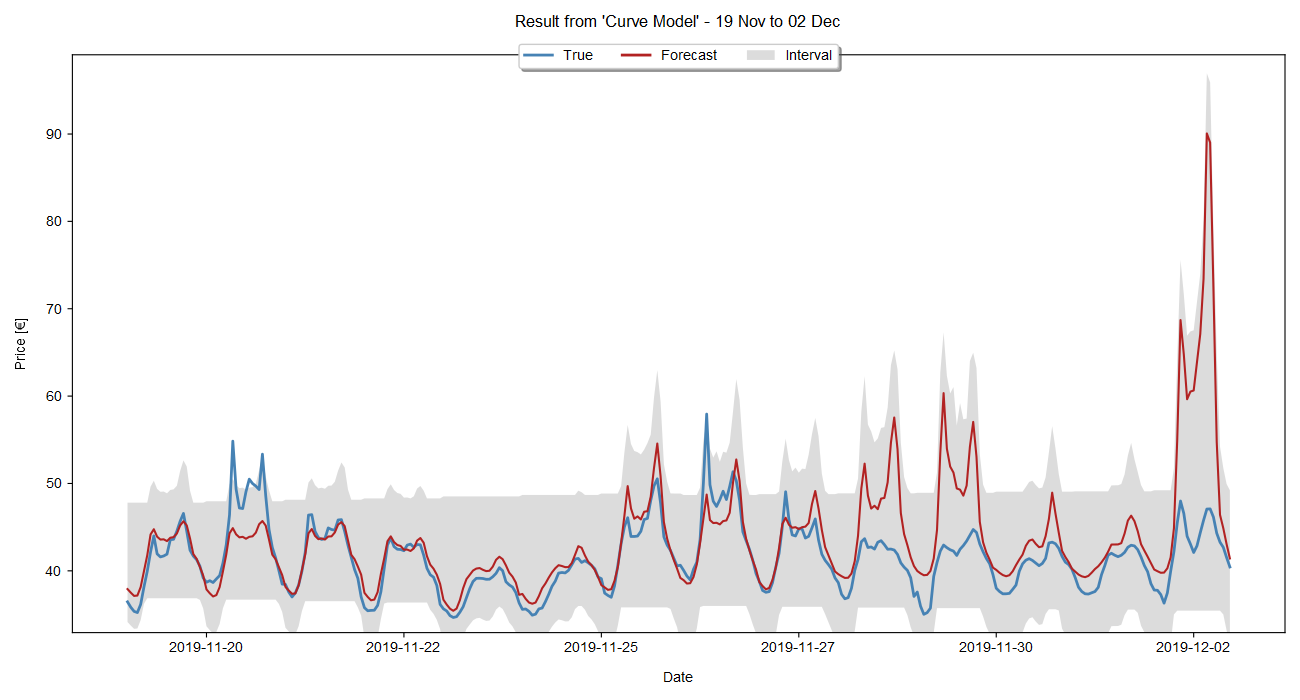 Result from 'Curve Model' - 19 Nov to 02 Dec
True Forecast Interval
90
80
70
60
50
40
Price [€]
2019-11-20 2019-11-22 2019-11-25 2019-11-27 2019-11-30 2019-12-02
Date